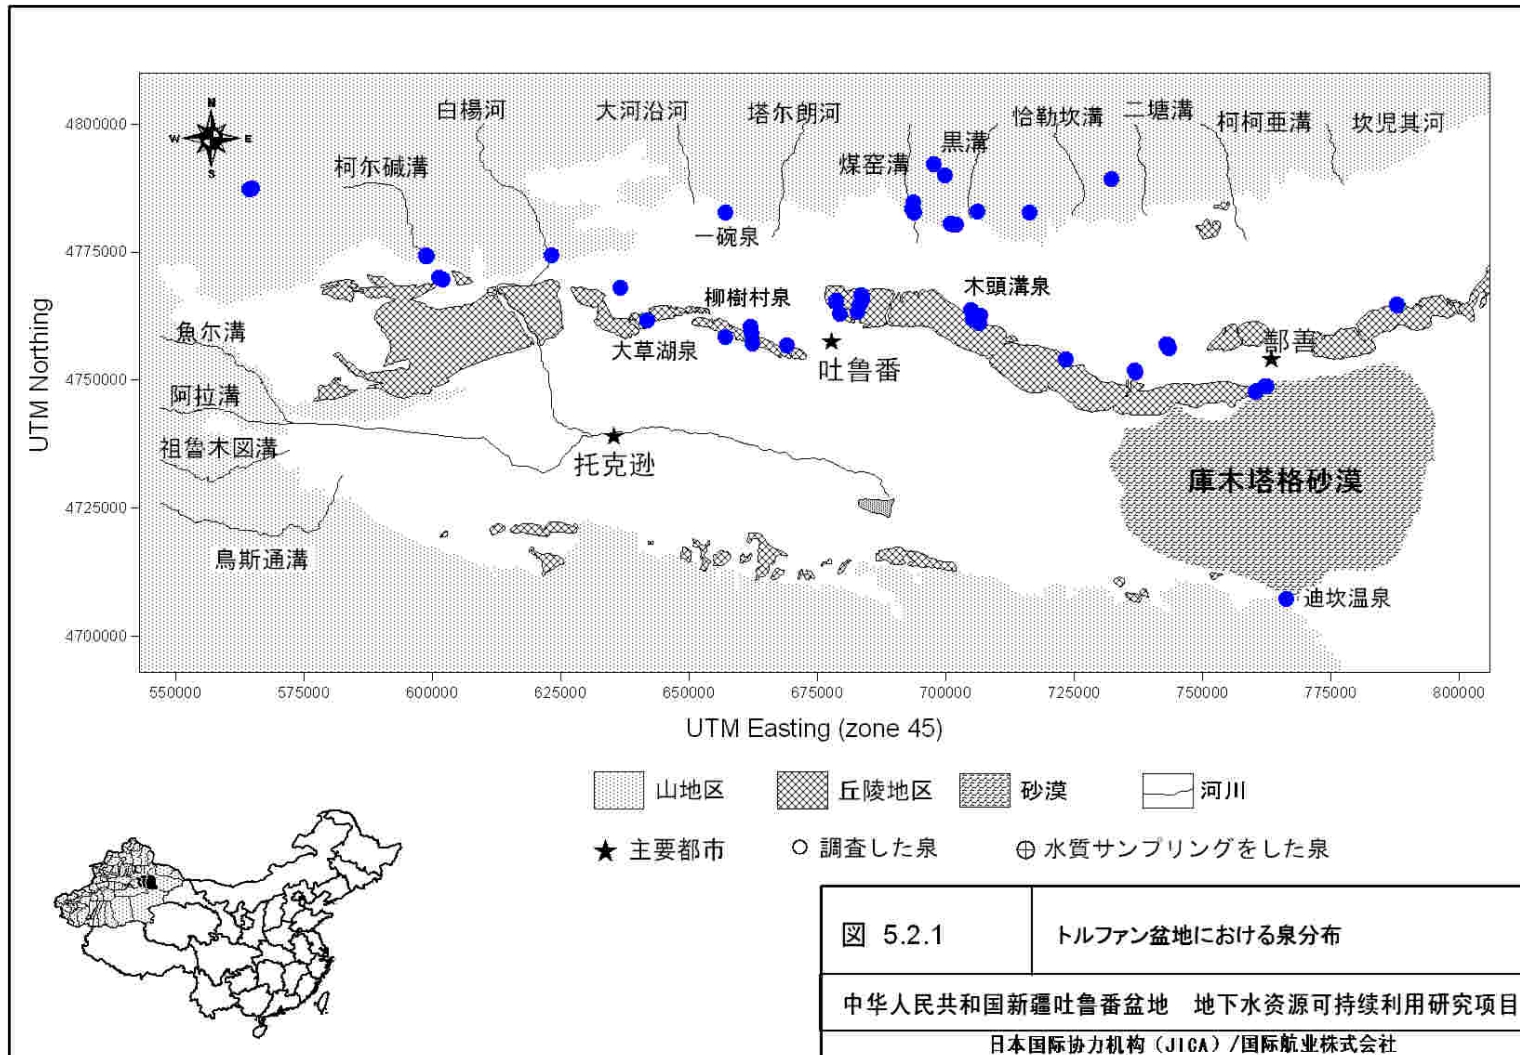 N
W E
S
4800000
4775000
4750000
4725000
4700000
UTM Northing
白楊河
大河沿河
塔尓朗河
恰勒坎溝
二塘溝
柯柯亜溝
坎児其河
黒溝
煤窑溝
柯尓碱溝
一碗泉
木頭溝泉
柳樹村泉
魚尓溝
大草湖泉
鄯善
吐鲁番
阿拉溝
祖魯木図溝
托克逊
庫木塔格砂漠
鳥斯通溝
迪坎温泉
550000 575000 600000 625000 650000 675000 700000 725000 750000 775000 800000
UTM Easting (zone 45)
山地区 丘陵地区 砂漠 河川
主要都市 調査した泉 水質サンプリングをした泉
図 5.2.1 トルファン盆地における泉分布
中华人民共和国新疆吐鲁番盆地 地下水资源可持续利用研究项目
日本国际协力机构（JICA）/国际航业株式会社